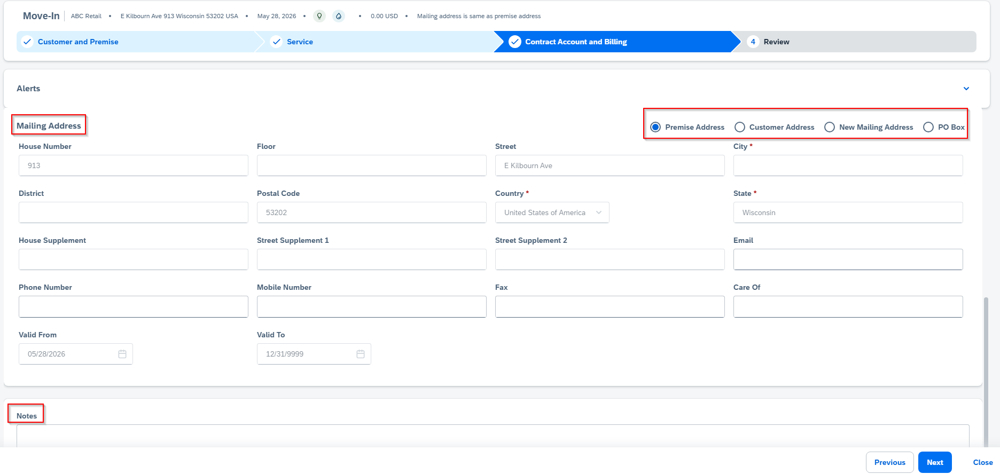 Move-In ABC Retail • E Kilbourn Ave 913 Wisconsin 53202 USA • May 28, 2026 • • 0.00 USD • Mailing address is same as premise address
Customer and Premise Service Contract Account and Billing 4 Review
Alerts
Mailing Address Premise Address Customer Address New Mailing Address PO Box
House Number Floor Street City *
913 E Kilbourn Ave
District Postal Code Country * State *
53202 United States of America Wisconsin
House Supplement Street Supplement 1 Street Supplement 2 Email
Phone Number Mobile Number Fax Care Of
Valid From Valid To
05/28/2026 12/31/9999
Notes
Previous Next Close